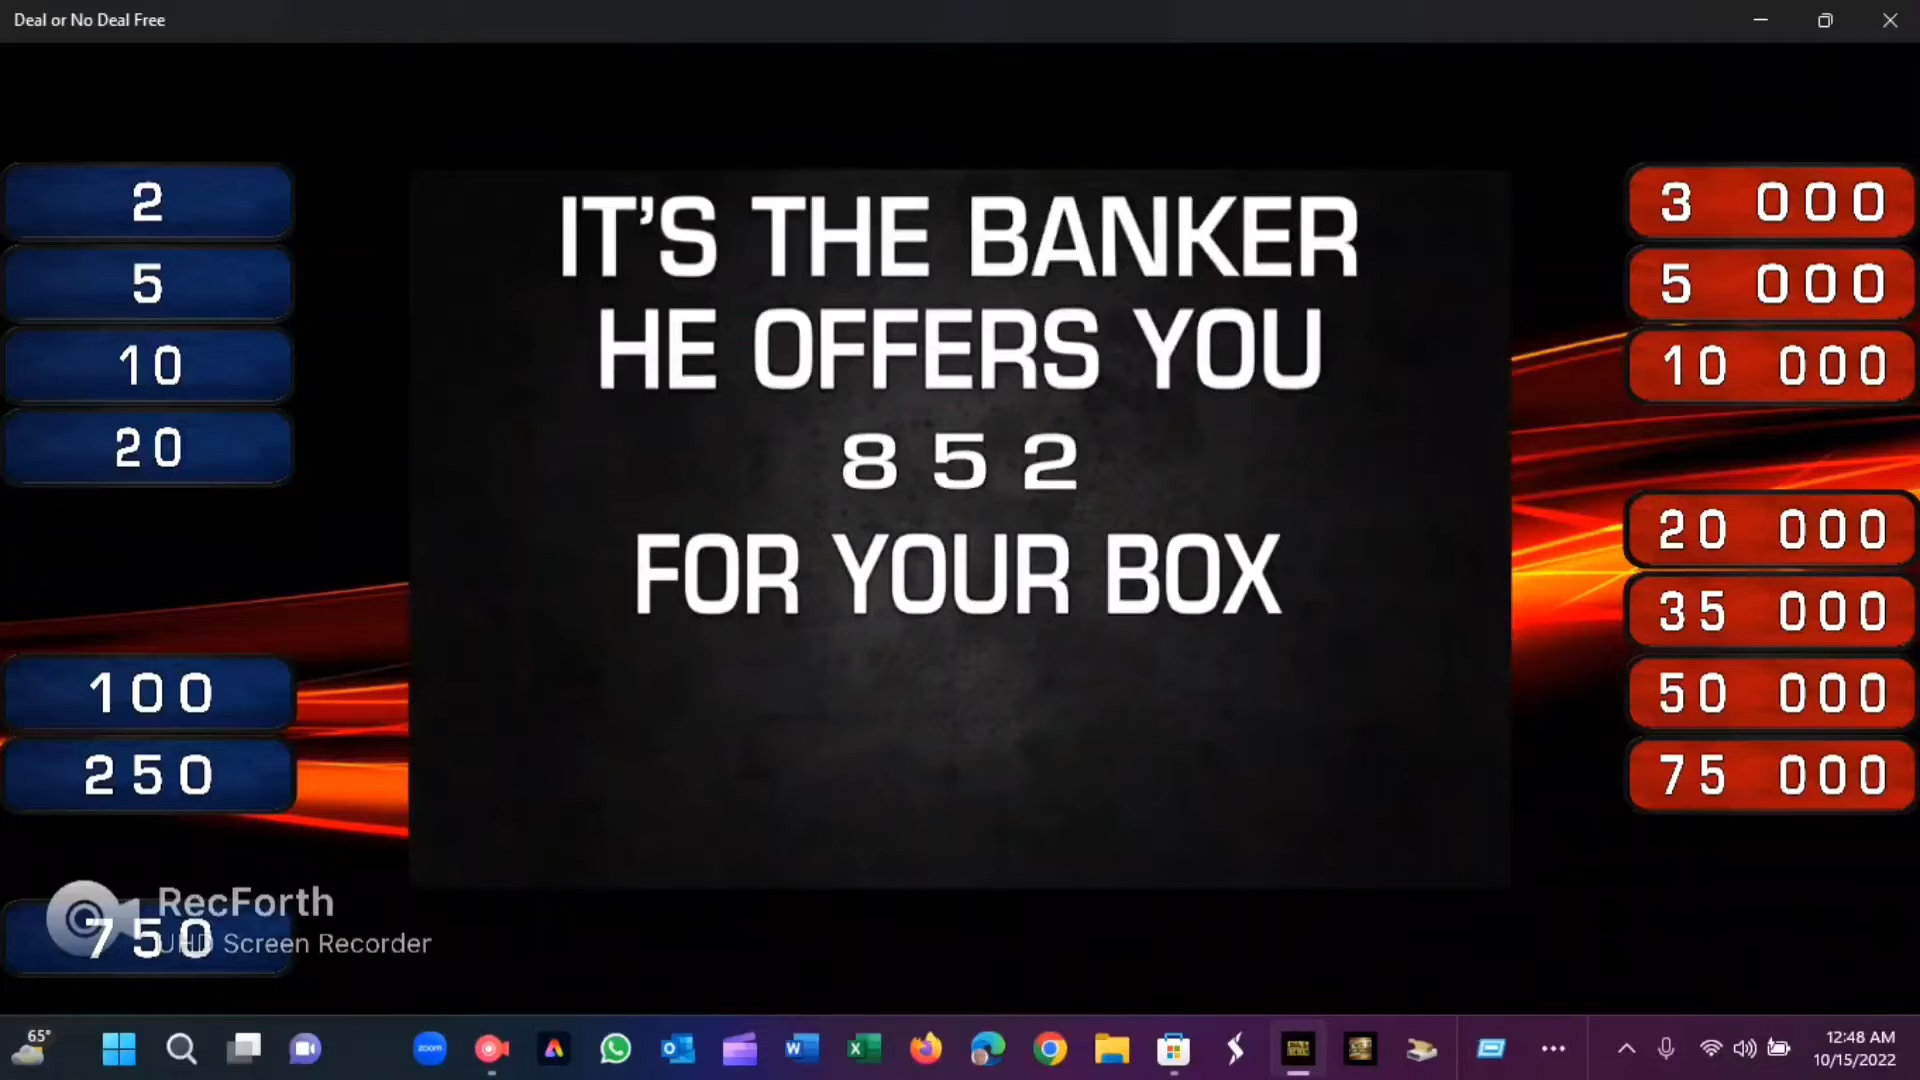 Deal or No Deal Free
2
5
10
20
100
250
750
IT'S THE BANKER
HE OFFERS YOU
852
FOR YOUR BOX
3 000
5 000
10 000
20 000
35 000
50 000
75 000
RecForth
UHD Screen Recorder
65°
zoom
12:48 AM
10/15/2022